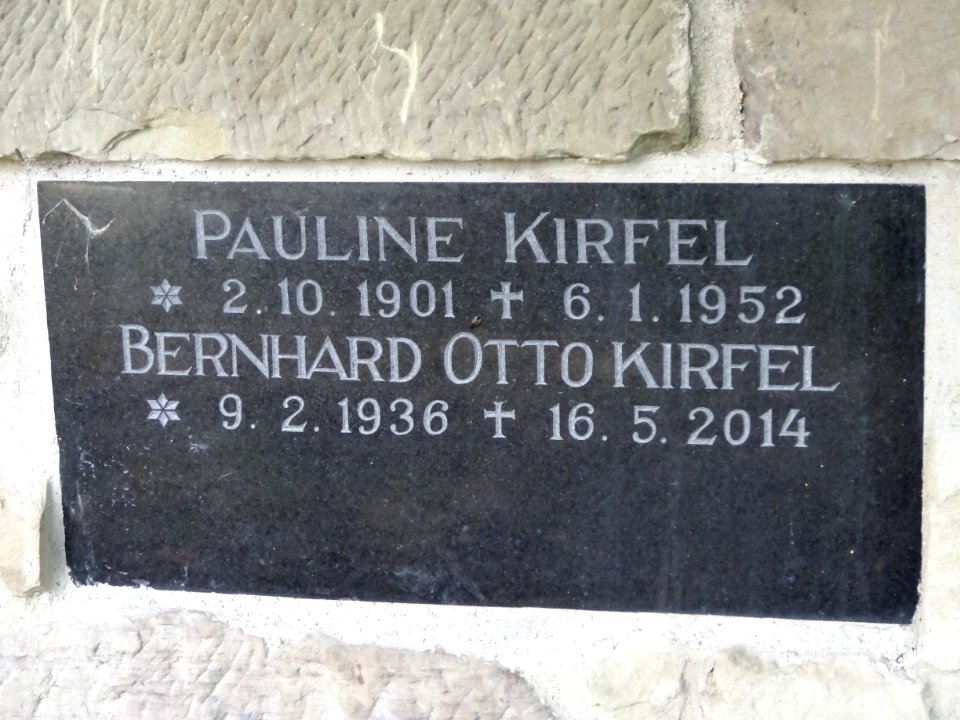 PAULINE KIRFEL
* 2. 10. 1901 ✝ 6. 1. 1952
BERNHARD OTTO KIRFEL
* 9. 2. 1936 ✝ 16. 5. 2014